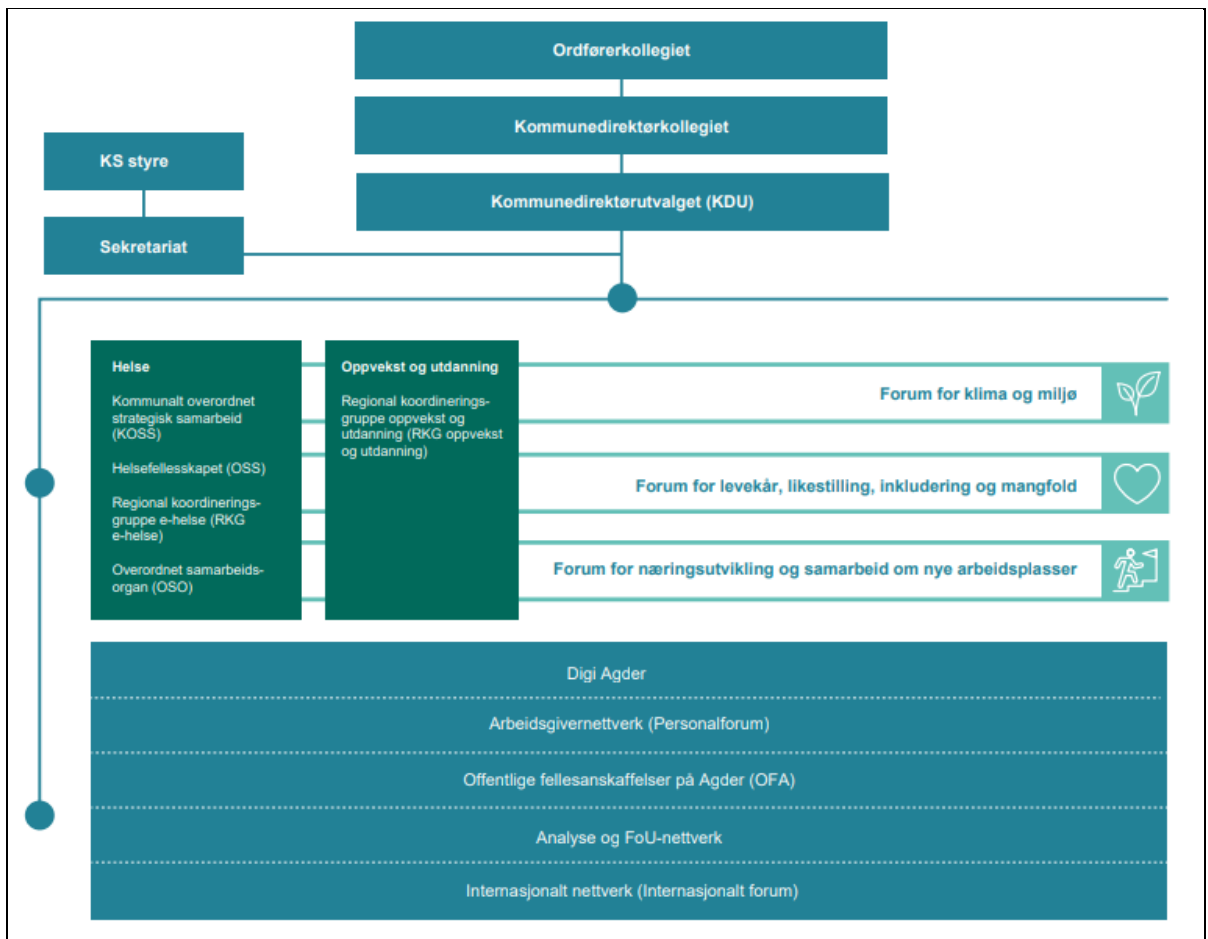 Ordførerkollegiet
Kommunedirektørkollegiet
KS styre
Kommunedirektørutvalget (KDU)
Sekretariat
Helse
Kommunalt overordnet
strategisk samarbeid
(KOSS)
Helsefellesskapet (OSS)
Regional koordinerings-
gruppe e-helse (RKG
e-helse)
Overordnet samarbeids-
organ (OSO)
Oppvekst og utdanning
Regional koordinerings-
gruppe oppvekst og
utdanning (RKG oppvekst
og utdanning)
Forum for klima og miljø
Forum for levekår, likestilling, inkludering og mangfold
Forum for næringsutvikling og samarbeid om nye arbeidsplasser
Digi Agder
Arbeidsgivernettverk (Personalforum)
Offentlige fellesanskaffelser på Agder (OFA)
Analyse og FoU-nettverk
Internasjonalt nettverk (Internasjonalt forum)